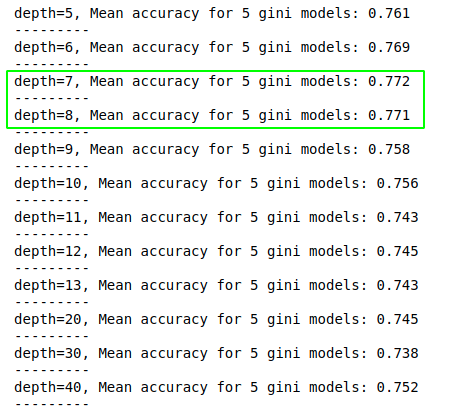 depth=5, Mean accuracy for 5 gini models: 0.761
---------
depth=6, Mean accuracy for 5 gini models: 0.769
---------
depth=7, Mean accuracy for 5 gini models: 0.772
---------
depth=8, Mean accuracy for 5 gini models: 0.771
---------
depth=9, Mean accuracy for 5 gini models: 0.758
---------
depth=10, Mean accuracy for 5 gini models: 0.756
---------
depth=11, Mean accuracy for 5 gini models: 0.743
---------
depth=12, Mean accuracy for 5 gini models: 0.745
---------
depth=13, Mean accuracy for 5 gini models: 0.743
---------
depth=20, Mean accuracy for 5 gini models: 0.745
---------
depth=30, Mean accuracy for 5 gini models: 0.738
---------
depth=40, Mean accuracy for 5 gini models: 0.752
---------